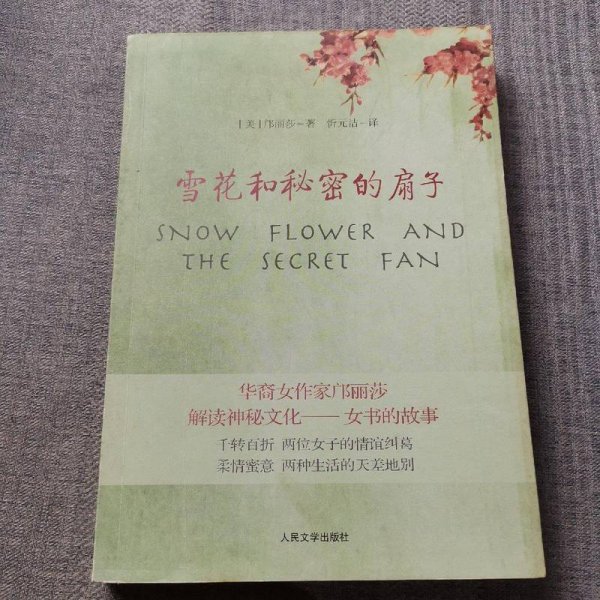 [美]邝丽莎-著 忻元洁-译
雪花和秘密的扇子
SNOW FLOWER AND
THE SECRET FAN
华裔女作家邝丽莎
解读神秘文化——女书的故事
千转百折 两位女子的情谊纠葛
柔情蜜意 两种生活的天差地别
人民文学出版社